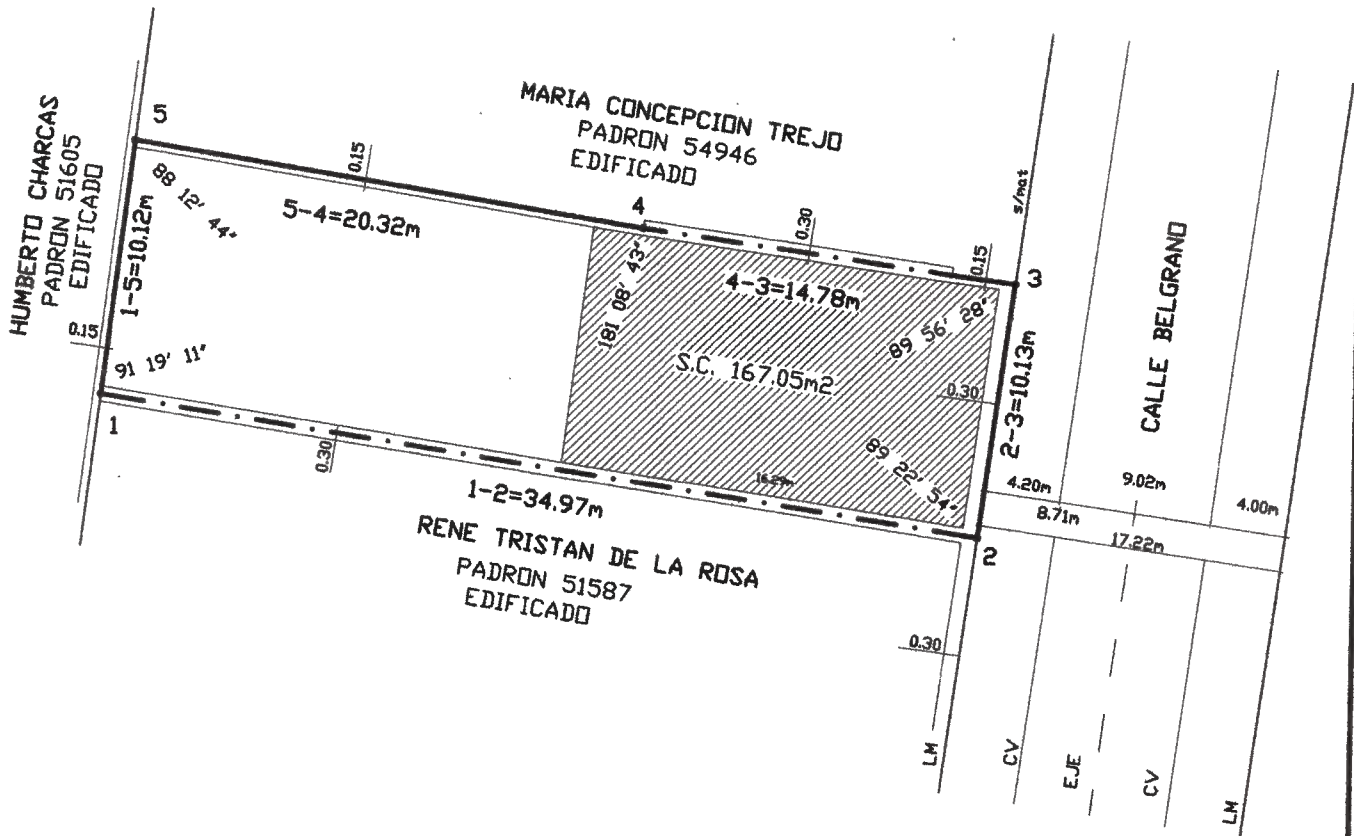 MARIA CONCEPCION TREJO
PADRON 54946
EDIFICADO
HUMBERTO CHARCAS
PADRON 51605
EDIFICADO
5
0.15
88 12' 44"
5-4=20.32m
4
0.30
0.15
s/mat
3
1-5=10.12m
0.15
91 19' 11"
1
181 08' 43"
4-3=14.78m
89 56' 28"
S.C. 167.05m2
0.30
2-3=10.13m
CALLE BELGRANO
89 22' 54"
16.29m
0.30
1-2=34.97m
2
4.20m
9.02m
4.00m
8.71m
17.22m
RENE TRISTAN DE LA ROSA
PADRON 51587
EDIFICADO
0.30
LM
CV
EJE
CV
LM